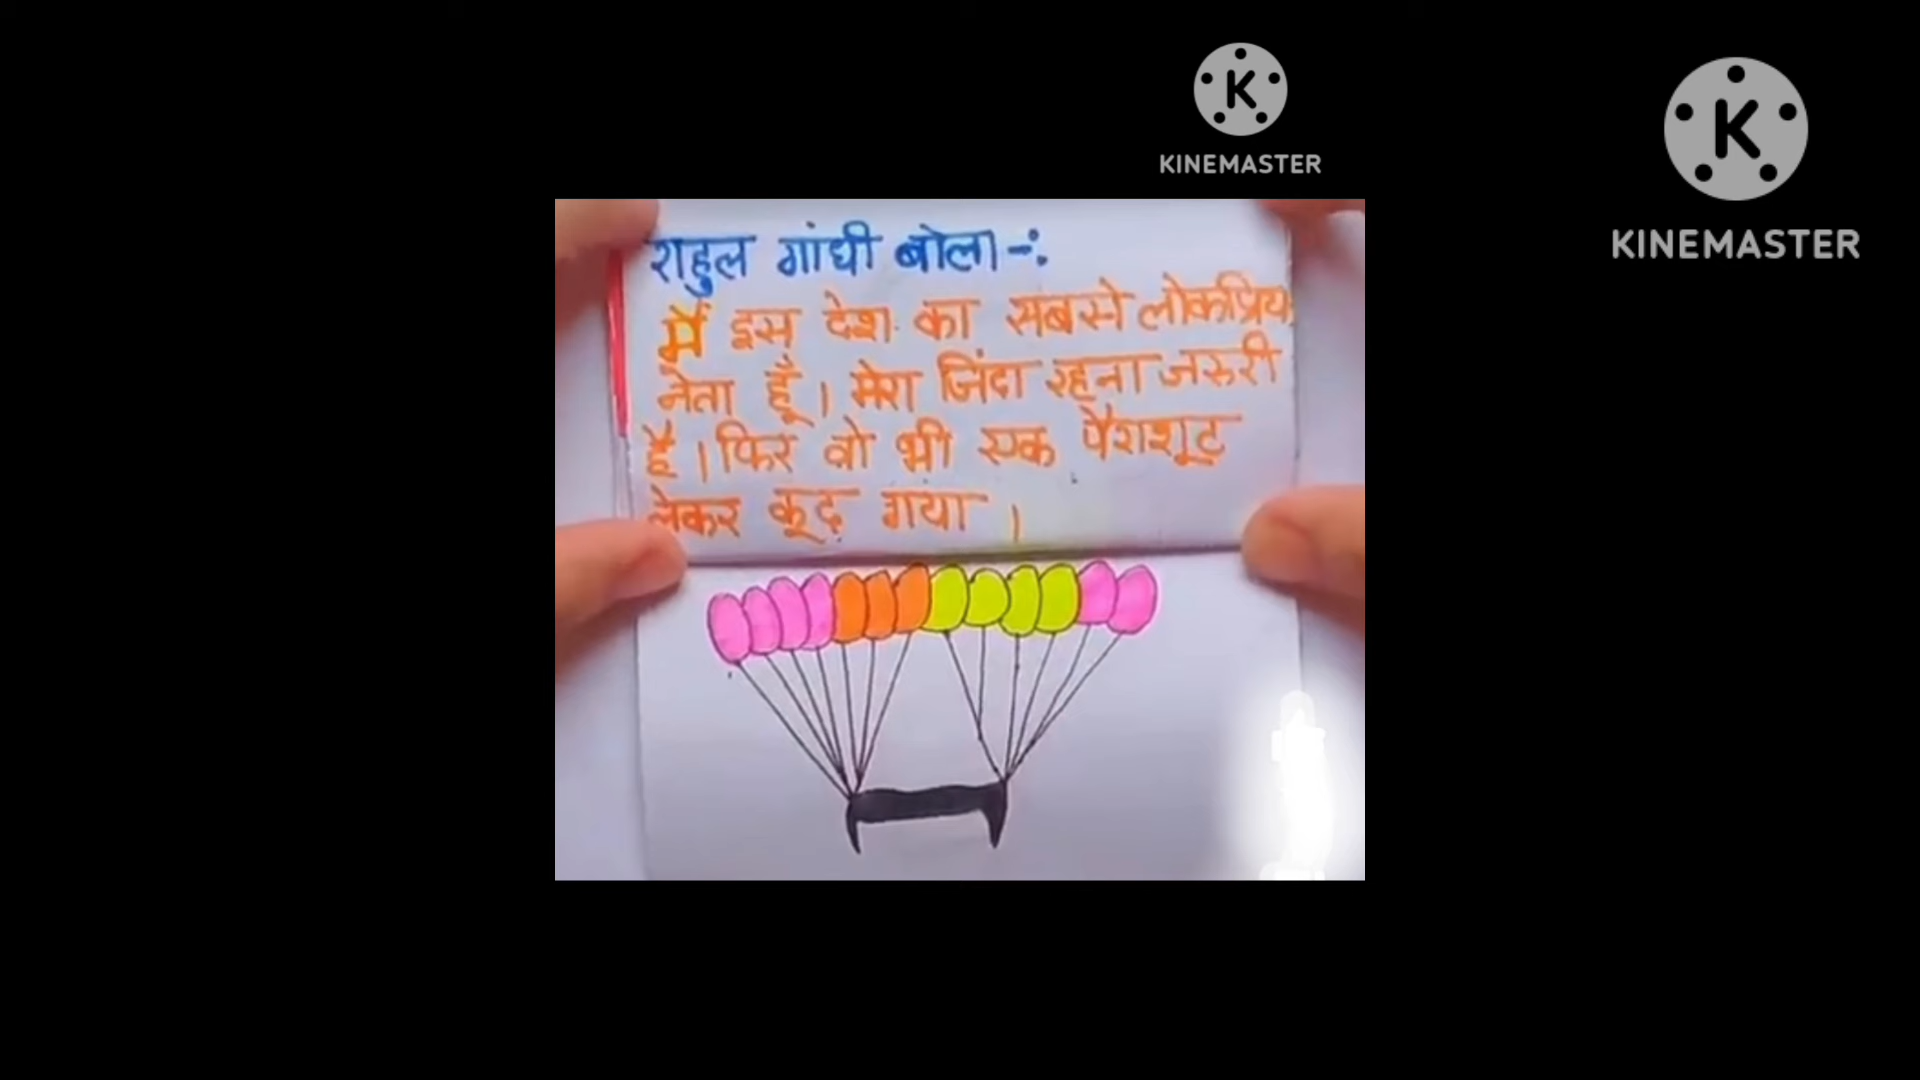 KINEMASTER
KINEMASTER
राहुल गांधी बोला -:
मैं इस देश का सबसे लोकप्रिय
नेता हूँ। मेरा जिंदा रहना जरुरी
है। फिर वो भी एक पैराशूट
लेकर कूद गया।